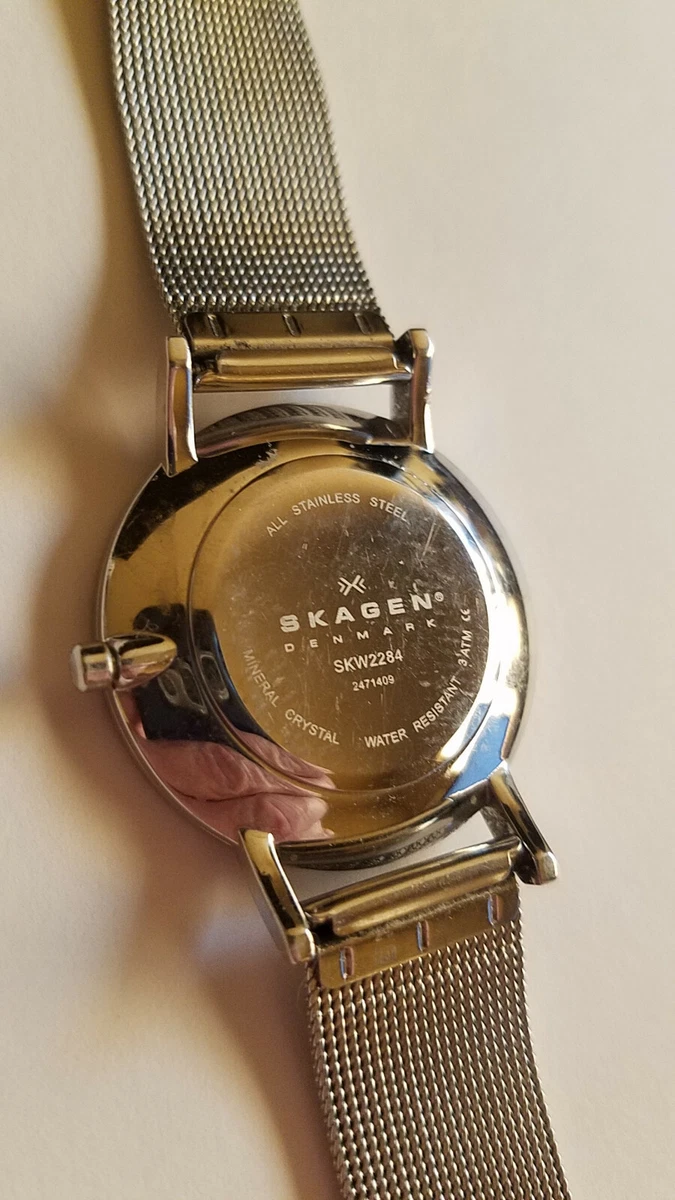 ALL STAINLESS STEEL
SKAGEN®
DENMARK
SKW2284
2471409
MINERAL CRYSTAL WATER RESISTANT 3ATM CE